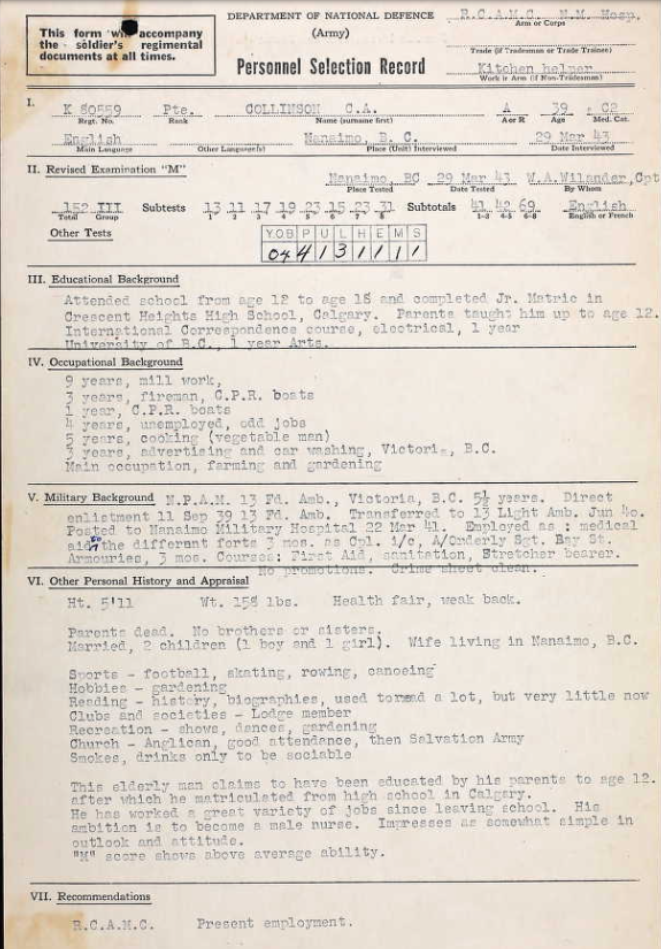 This form will accompany
the soldier's regimental
documents at all times.
DEPARTMENT OF NATIONAL DEFENCE
(Army)
Personnel Selection Record
R.C.A.M.C. N.M. Hosp.
Arm or Corps
Trade (if Tradesman or Trade Trainee)
Kitchen helper
Work in Arm (if Non-Tradesman)
I.
K 80559 Pte. COLLINSON C.A. A 39 C2
Regt. No. Rank Name (surname first) A or R Age Med. Cat.
English Nanaimo, B. C. 29 Mar 43
Main Language Other Language(s) Place (Unit) Interviewed Date Interviewed
II. Revised Examination "M"
Nanaimo, BC 29 Mar 43 W.A.Wilander, Cpt
Place Tested Date Tested By Whom
152 III Subtests 13 11 17 19 23 15 23 31 Subtotals 41 42 69 English
Total Group 1 2 3 4 5 6 7 8 1-3 4-5 6-8 English or French
Other Tests
Y.O.B P U L H E M S
04 4 1 3 1 1 1 1
III. Educational Background
Attended school from age 12 to age 18 and completed Jr. Matric in
Crescent Heights High School, Calgary. Parents taught him up to age 12.
International Correspondence course, electrical, 1 year
University of B.C., 1 year Arts.
IV. Occupational Background
9 years, mill work,
3 years, fireman, C.P.R. boats
1 year, C.P.R. boats
4 years, unemployed, odd jobs
5 years, cooking (vegetable man)
3 years, advertising and car washing, Victoria, B.C.
Main occupation, farming and gardening
V. Military Background N.P.A.M. 13 Fd. Amb., Victoria, B.C. 5½ years. Direct
enlistment 11 Sep 39 13 Fd. Amb. Transferred to 13 Light Amb. Jun 40.
Posted to Nanaimo Military Hospital 22 Mar 41. Employed as : medical
aid to the different forts 3 mos. as Cpl. i/c, A/Orderly Sgt. Bay St.
Armouries, 3 mos. Courses: First Aid, sanitation, Stretcher bearer.
No promotions. Crime sheet clean.
VI. Other Personal History and Appraisal
Ht. 5'11 Wt. 158 lbs. Health fair, weak back.
Parents dead. No brothers or sisters.
Married, 2 children (1 boy and 1 girl). Wife living in Nanaimo, B.C.
Sports - football, skating, rowing, canoeing
Hobbies - gardening
Reading - history, biographies, used to read a lot, but very little now
Clubs and societies - Lodge member
Recreation - shows, dances, gardening
Church - Anglican, good attendance, then Salvation Army
Smokes, drinks only to be sociable
This elderly man claims to have been educated by his parents to age 12.
after which he matriculated from high school in Calgary.
He has worked a great variety of jobs since leaving school. His
ambition is to become a male nurse. Impresses as somewhat simple in
outlook and attitude.
"M" score shows above average ability.
VII. Recommendations
R.C.A.M.C. Present employment.